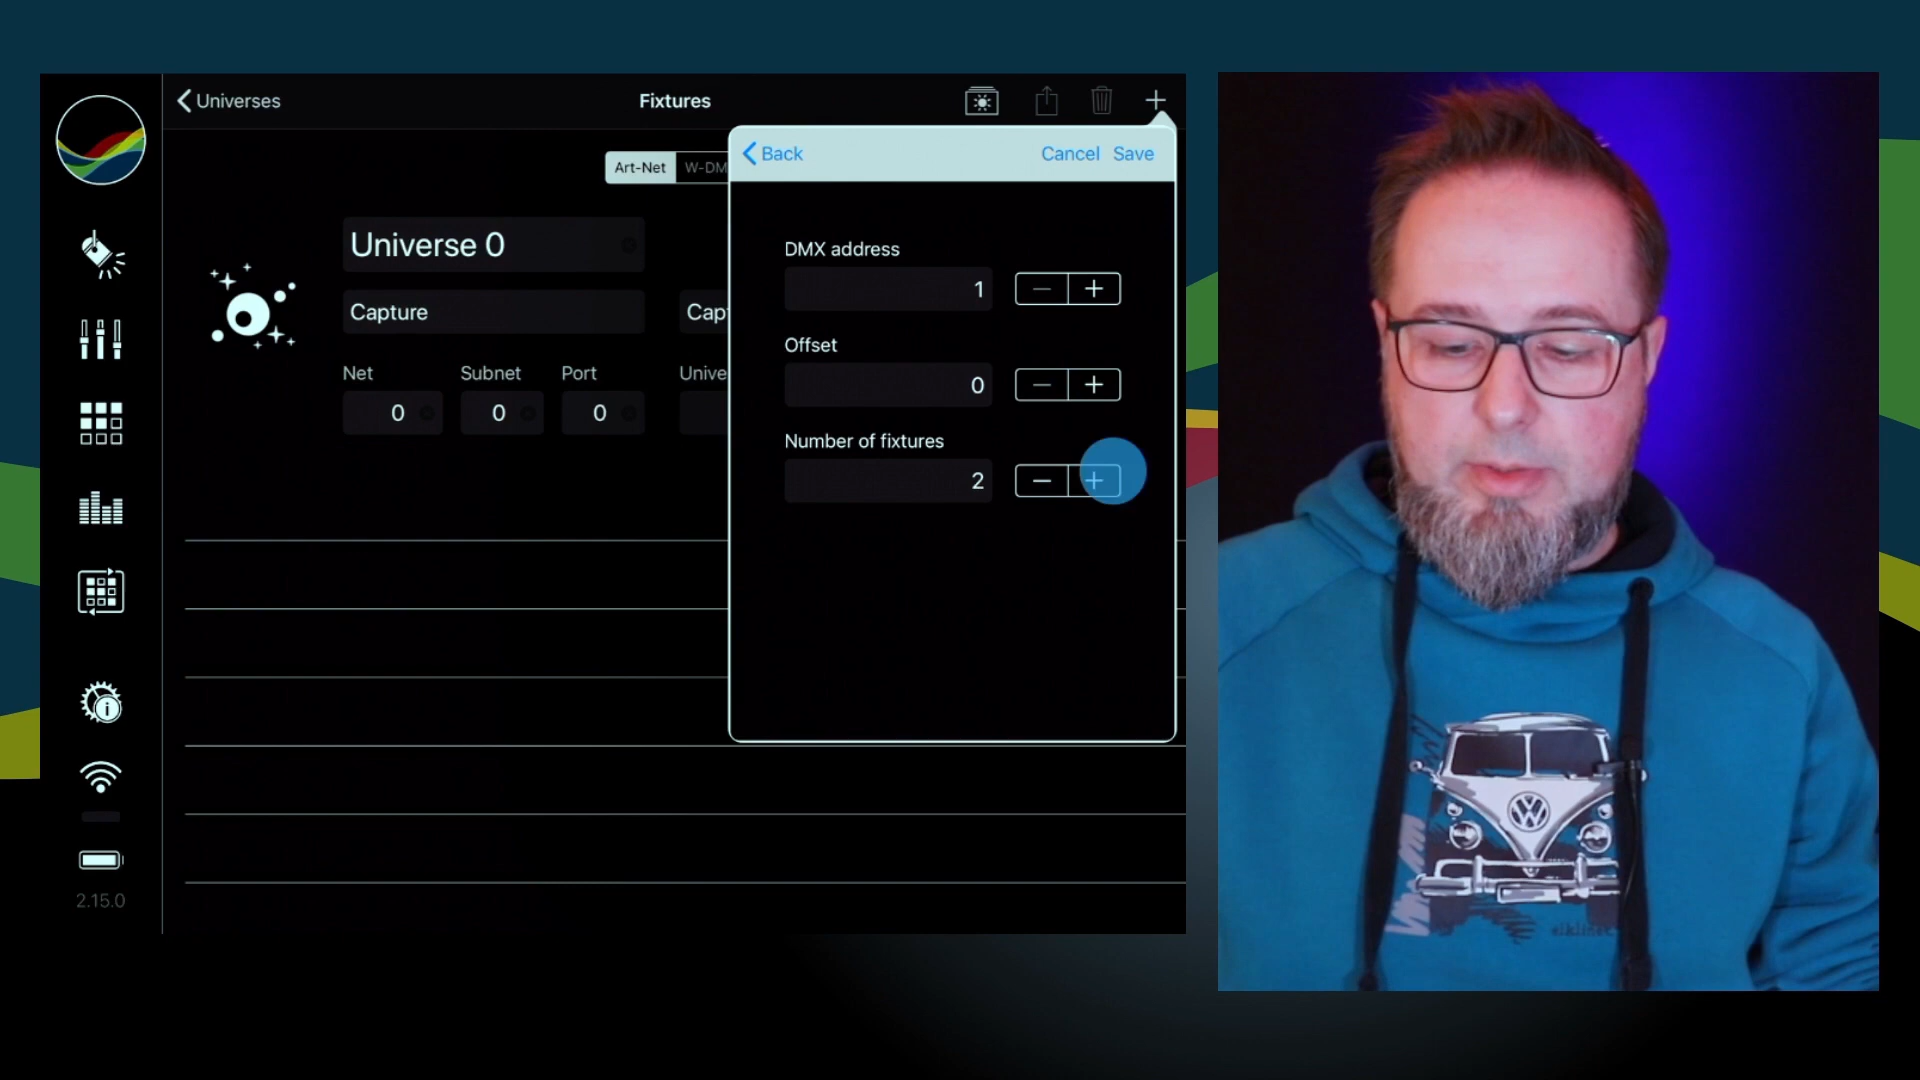 Universes
Fixtures
Back
Cancel
Save
Art-Net
W-DM
Universe 0
DMX address
1
Capture
Cap
Offset
0
Net
Subnet
Port
Unive
0
0
0
Number of fixtures
2
2.15.0